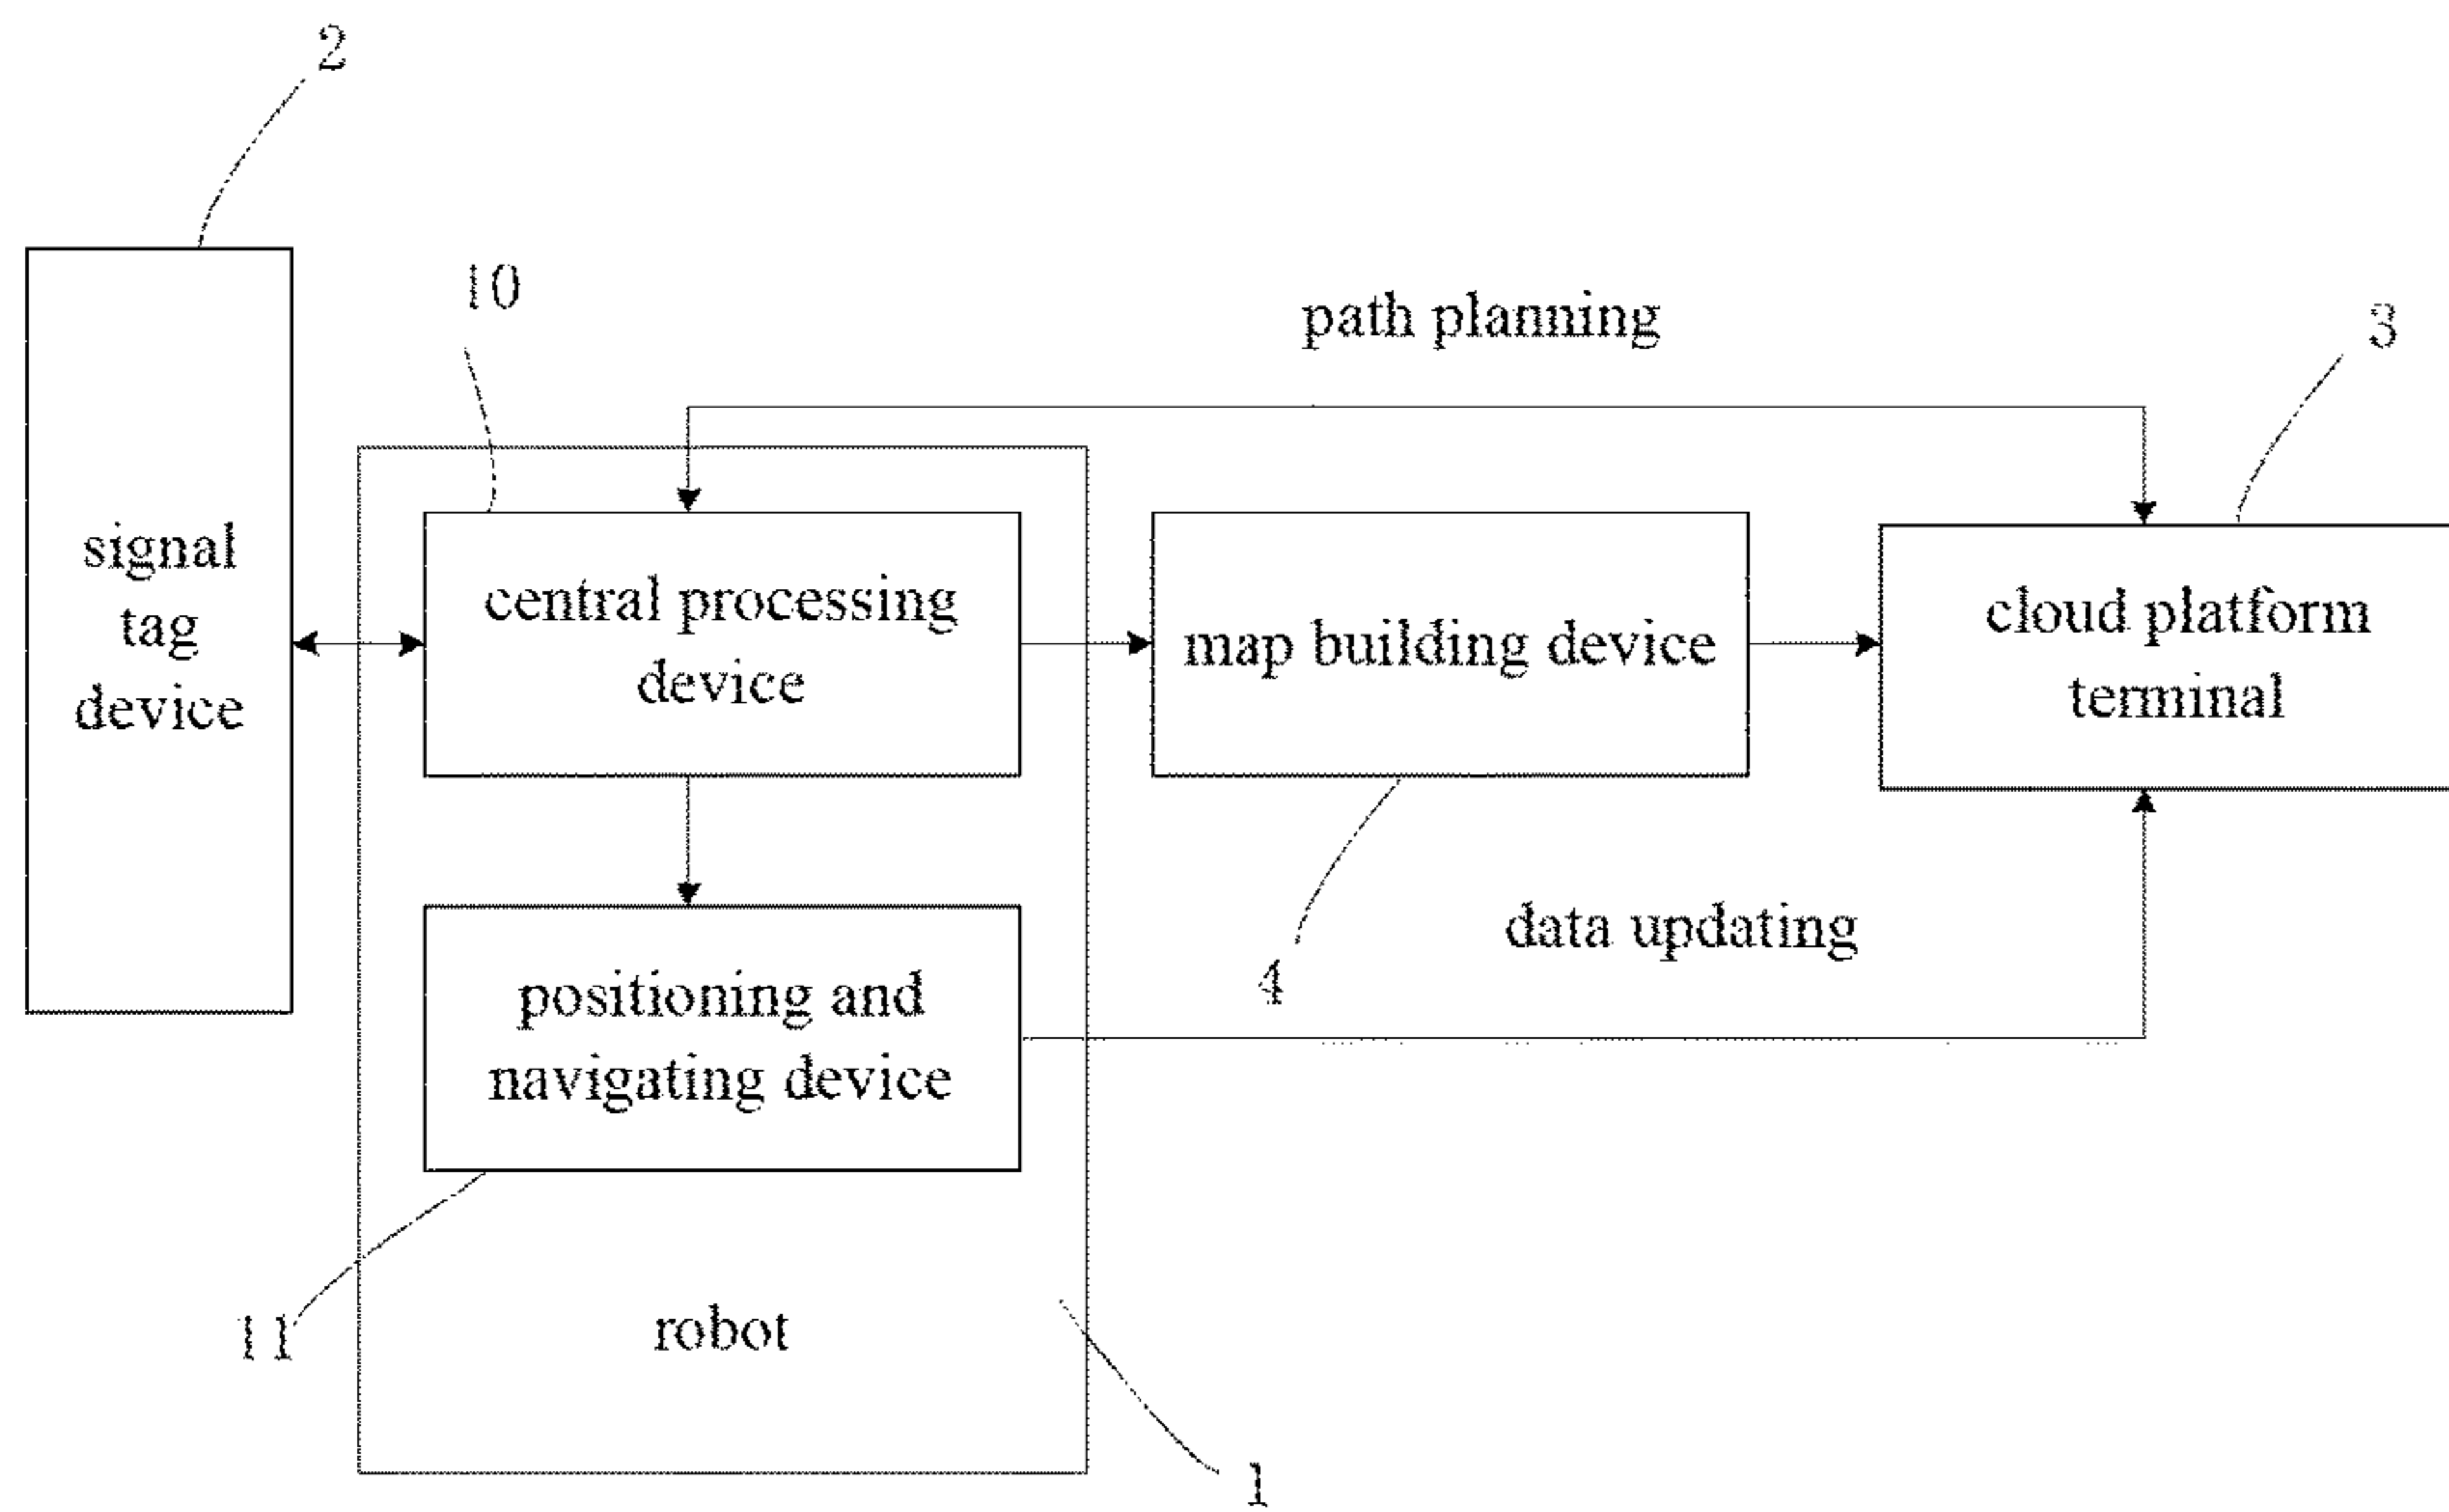 2
10
path planning
3
signal
tag
device
central processing
device
map building device
cloud platform
terminal
positioning and
navigating device
data updating
4
11
robot
1